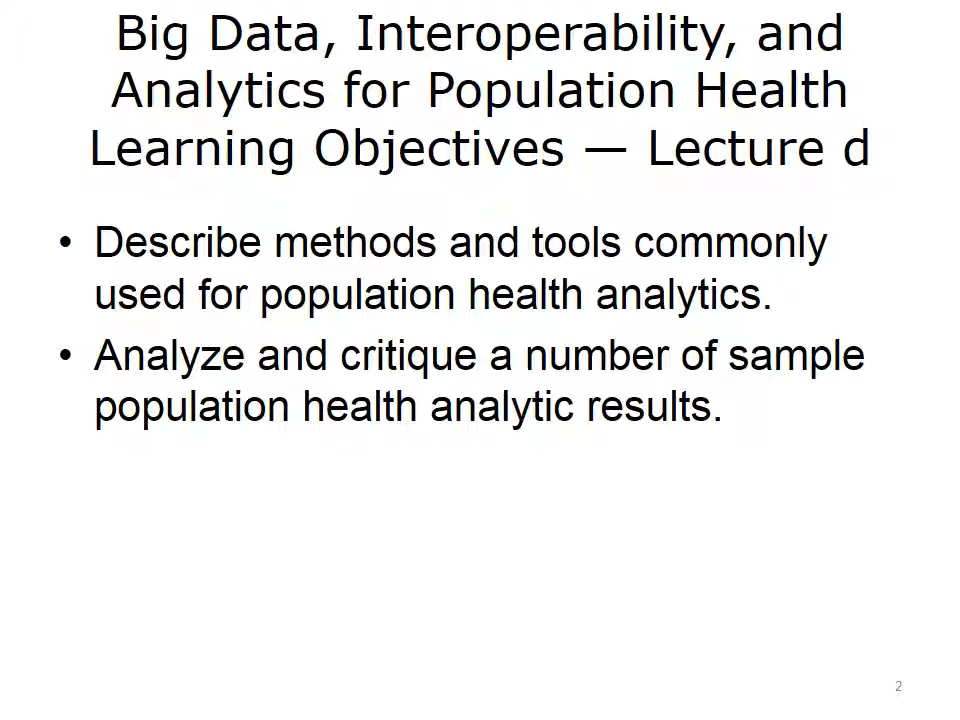 Big Data, Interoperability, and
Analytics for Population Health
Learning Objectives — Lecture d
• Describe methods and tools commonly
used for population health analytics.
• Analyze and critique a number of sample
population health analytic results.
2